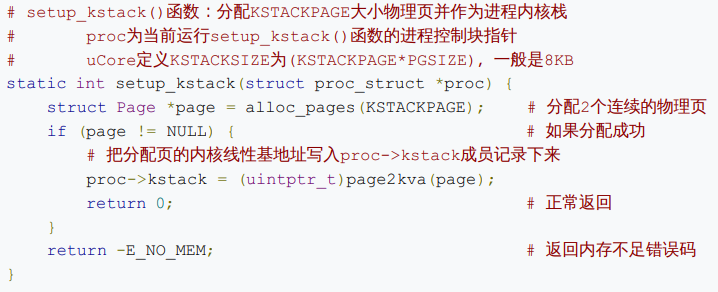 # setup_kstack()函数：分配KSTACKPAGE大小物理页并作为进程内核栈
#       proc为当前运行setup_kstack()函数的进程控制块指针
#       uCore定义KSTACKSIZE为(KSTACKPAGE*PGSIZE)，一般是8KB
static int setup_kstack(struct proc_struct *proc) {
    struct Page *page = alloc_pages(KSTACKPAGE);    # 分配2个连续的物理页
    if (page != NULL) {                             # 如果分配成功
        # 把分配页的内核线性基地址写入proc->kstack成员记录下来
        proc->kstack = (uintptr_t)page2kva(page);
        return 0;                                   # 正常返回
    }
    return -E_NO_MEM;                               # 返回内存不足错误码
}